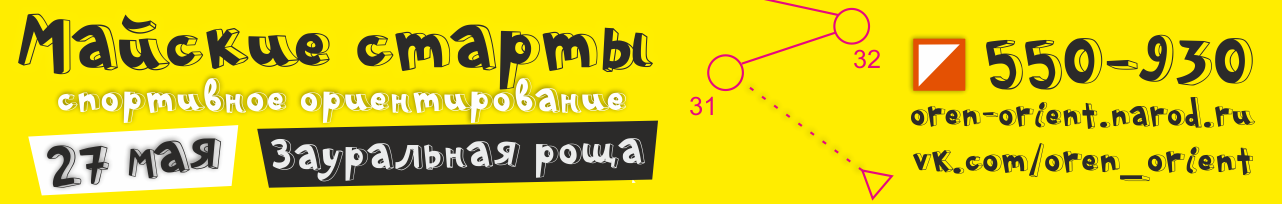 Майские старты
спортивное ориентирование
27 мая
Зауральная роща
31
32
550-930
oren-orient.narod.ru
vk.com/oren_orient